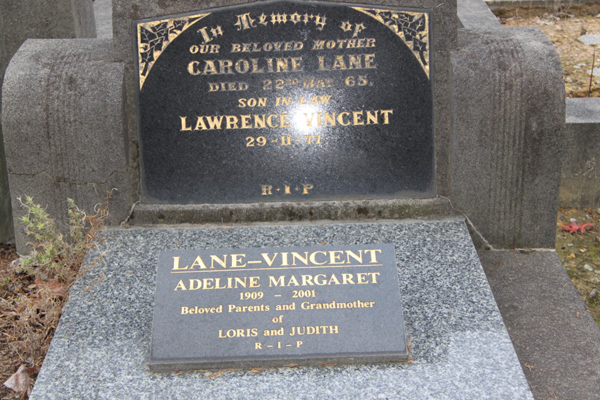 In Memory Of
OUR BELOVED MOTHER
CAROLINE LANE
DIED 22ND MAY 65.
SON IN LAW
LAWRENCE VINCENT
29-11-71
R·I·P
LANE–VINCENT
ADELINE MARGARET
1909 – 2001
Beloved Parents and Grandmother
of
LORIS and JUDITH
R – I – P